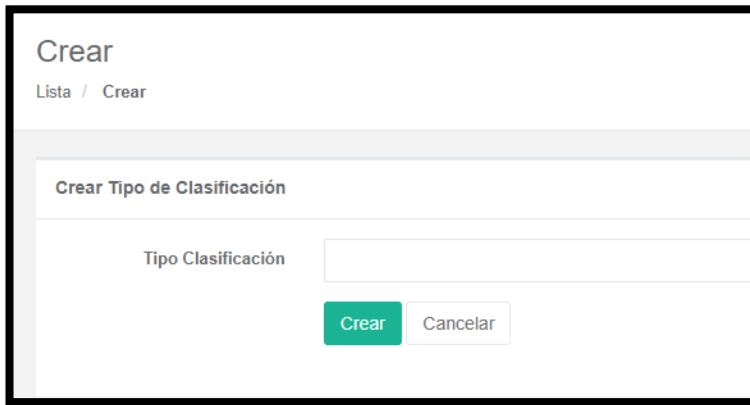 Crear
Lista / Crear
Crear Tipo de Clasificación
Tipo Clasificación
Crear Cancelar